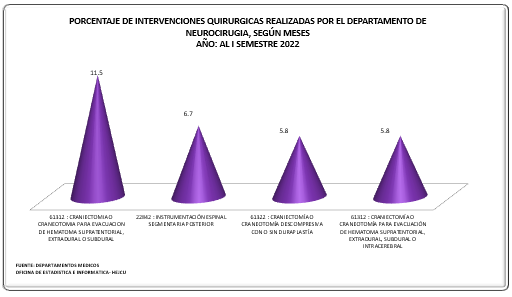 PORCENTAJE DE INTERVENCIONES QUIRURGICAS REALIZADAS POR EL DEPARTAMENTO DE
NEUROCIRUGIA, SEGÚN MESES
AÑO: AL I SEMESTRE 2022
11.5
6.7
5.8
5.8
61312 : CRANIECTOMIA O
CRANEOTOMIA PARA EVACUACION
DE HEMATOMA SUPRATENTORIAL,
EXTRADURAL O SUBDURAL
22842 : INSTRUMENTACIÓN ESPINAL
SEGMENTARIA POSTERIOR
61322 : CRANIECTOMÍA O
CRANEOTOMÍA DESCOMPRESIVA
CON O SIN DURAPLASTÍA
61312 : CRANIECTOMÍA O
CRANEOTOMÍA PARA EVACUACIÓN
DE HEMATOMA SUPRATENTORIAL,
EXTRADURAL, SUBDURAL O
INTRACEREBRAL
FUENTE: DEPARTAMENTOS MEDICOS
OFICINA DE ESTADISTICA E INFORMATICA- HEJCU